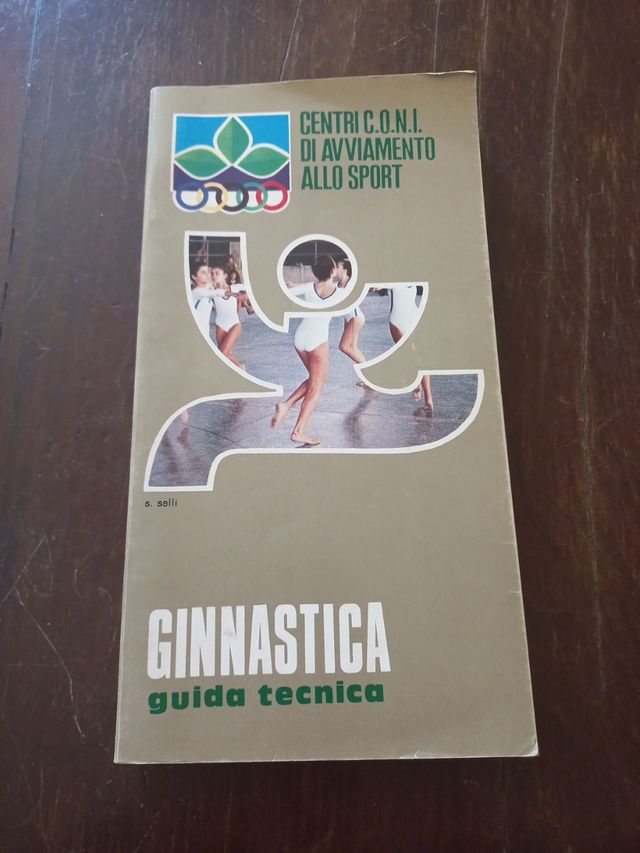 CENTRI C.O.N.I.
DI AVVIAMENTO
ALLO SPORT
s. selli
GINNASTICA
guida tecnica